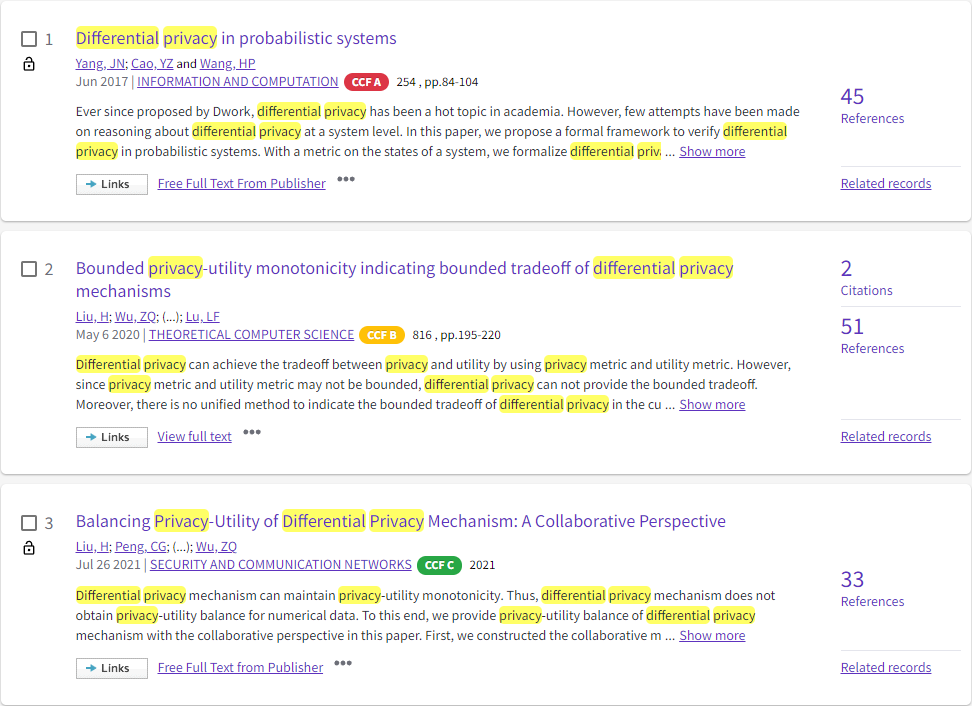 1 Differential privacy in probabilistic systems
Yang, JN; Cao, YZ and Wang, HP
Jun 2017 | INFORMATION AND COMPUTATION CCF A 254 , pp.84-104
Ever since proposed by Dwork, differential privacy has been a hot topic in academia. However, few attempts have been made
on reasoning about differential privacy at a system level. In this paper, we propose a formal framework to verify differential
privacy in probabilistic systems. With a metric on the states of a system, we formalize differential priv ... Show more
Links Free Full Text From Publisher •••
45
References
Related records
2 Bounded privacy-utility monotonicity indicating bounded tradeoff of differential privacy
mechanisms
Liu, H; Wu, ZQ; (...); Lu, LF
May 6 2020 | THEORETICAL COMPUTER SCIENCE CCF B 816 , pp.195-220
Differential privacy can achieve the tradeoff between privacy and utility by using privacy metric and utility metric. However,
since privacy metric and utility metric may not be bounded, differential privacy can not provide the bounded tradeoff.
Moreover, there is no unified method to indicate the bounded tradeoff of differential privacy in the cu ... Show more
Links View full text •••
2
Citations
51
References
Related records
3 Balancing Privacy-Utility of Differential Privacy Mechanism: A Collaborative Perspective
Liu, H; Peng, CG; (...); Wu, ZQ
Jul 26 2021 | SECURITY AND COMMUNICATION NETWORKS CCF C 2021
Differential privacy mechanism can maintain privacy-utility monotonicity. Thus, differential privacy mechanism does not
obtain privacy-utility balance for numerical data. To this end, we provide privacy-utility balance of differential privacy
mechanism with the collaborative perspective in this paper. First, we constructed the collaborative m ... Show more
Links Free Full Text from Publisher •••
33
References
Related records